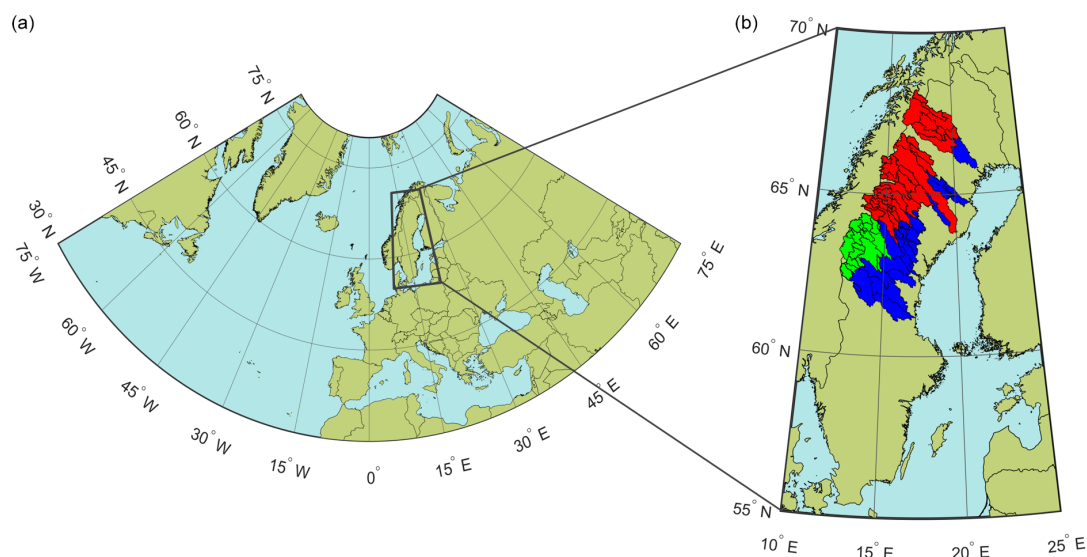 (a)
75° N
60° N
45° N
30° N
75° W
60° W
45° W
30° W
15° W
0°
15° E
30° E
45° E
60° E
75° E
(b)
70° N
65° N
60° N
55° N
10° E
15° E
20° E
25° E